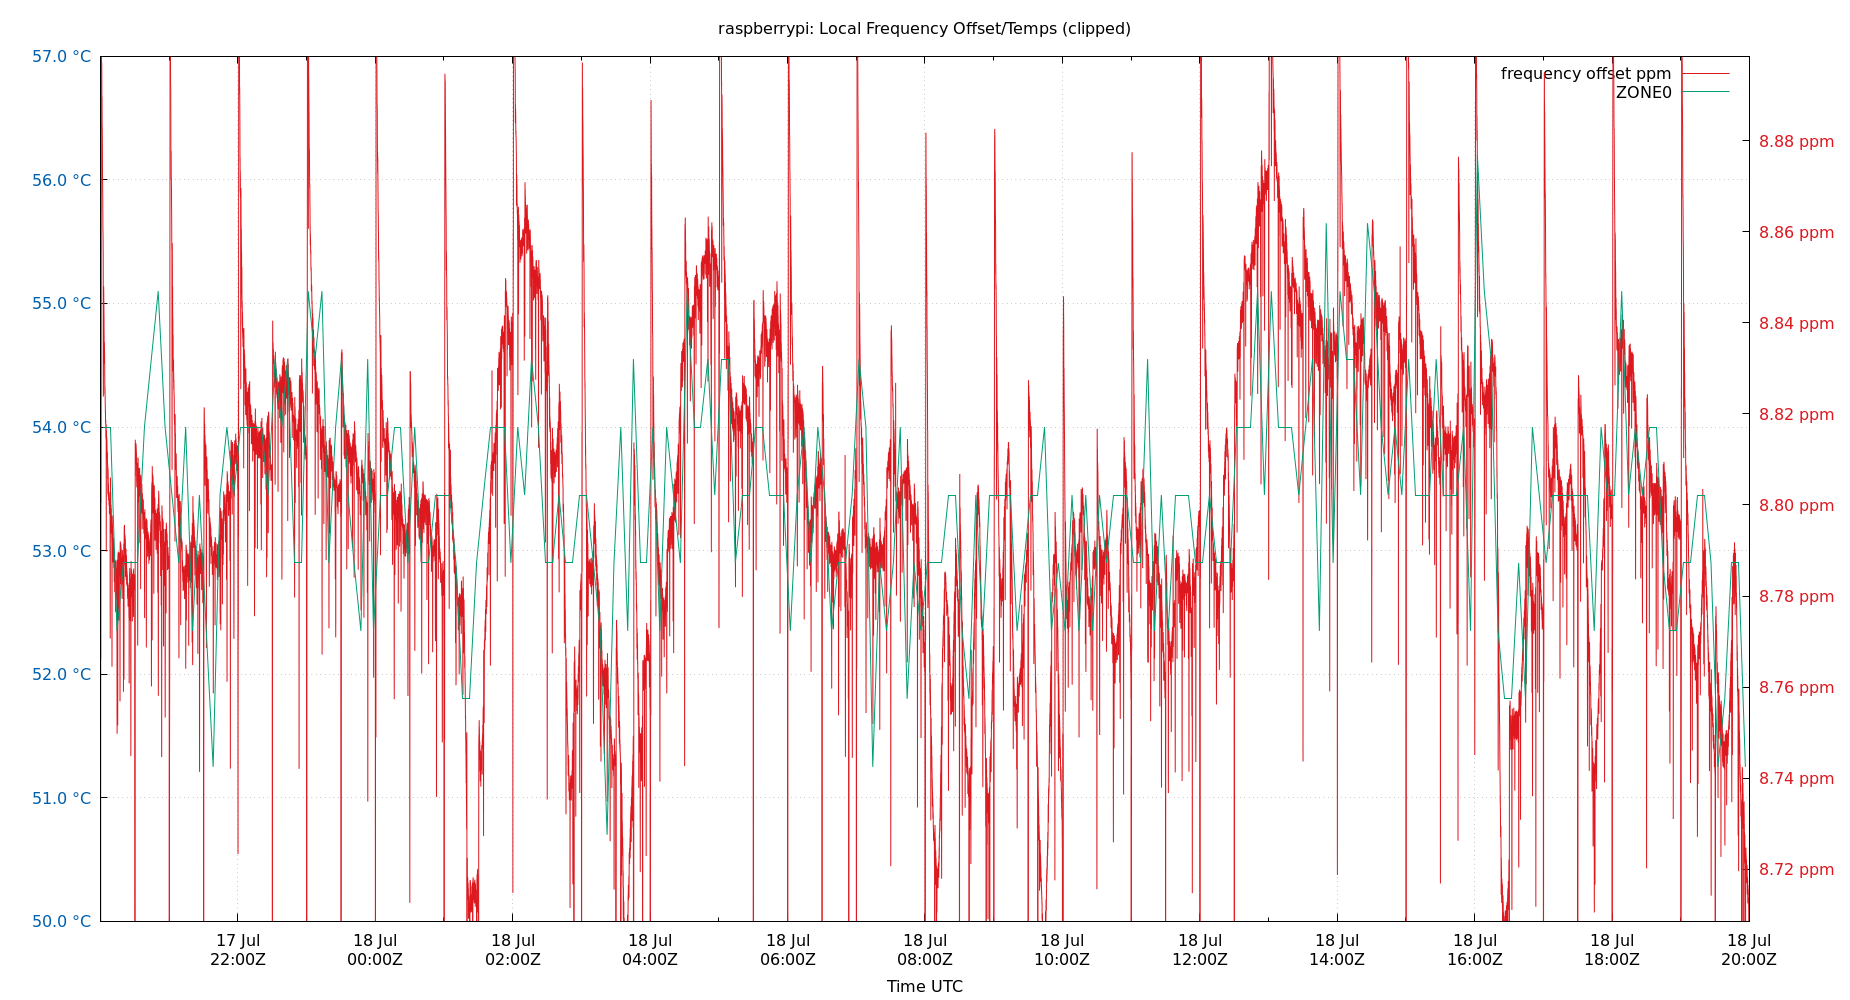 raspberrypi: Local Frequency Offset/Temps (clipped)
57.0 °C
56.0 °C
55.0 °C
54.0 °C
53.0 °C
52.0 °C
51.0 °C
50.0 °C
frequency offset ppm
ZONE0
8.88 ppm
8.86 ppm
8.84 ppm
8.82 ppm
8.80 ppm
8.78 ppm
8.76 ppm
8.74 ppm
8.72 ppm
17 Jul 18 Jul 18 Jul 18 Jul 18 Jul 18 Jul 18 Jul 18 Jul 18 Jul 18 Jul 18 Jul 18 Jul
22:00Z 00:00Z 02:00Z 04:00Z 06:00Z 08:00Z 10:00Z 12:00Z 14:00Z 16:00Z 18:00Z 20:00Z
Time UTC